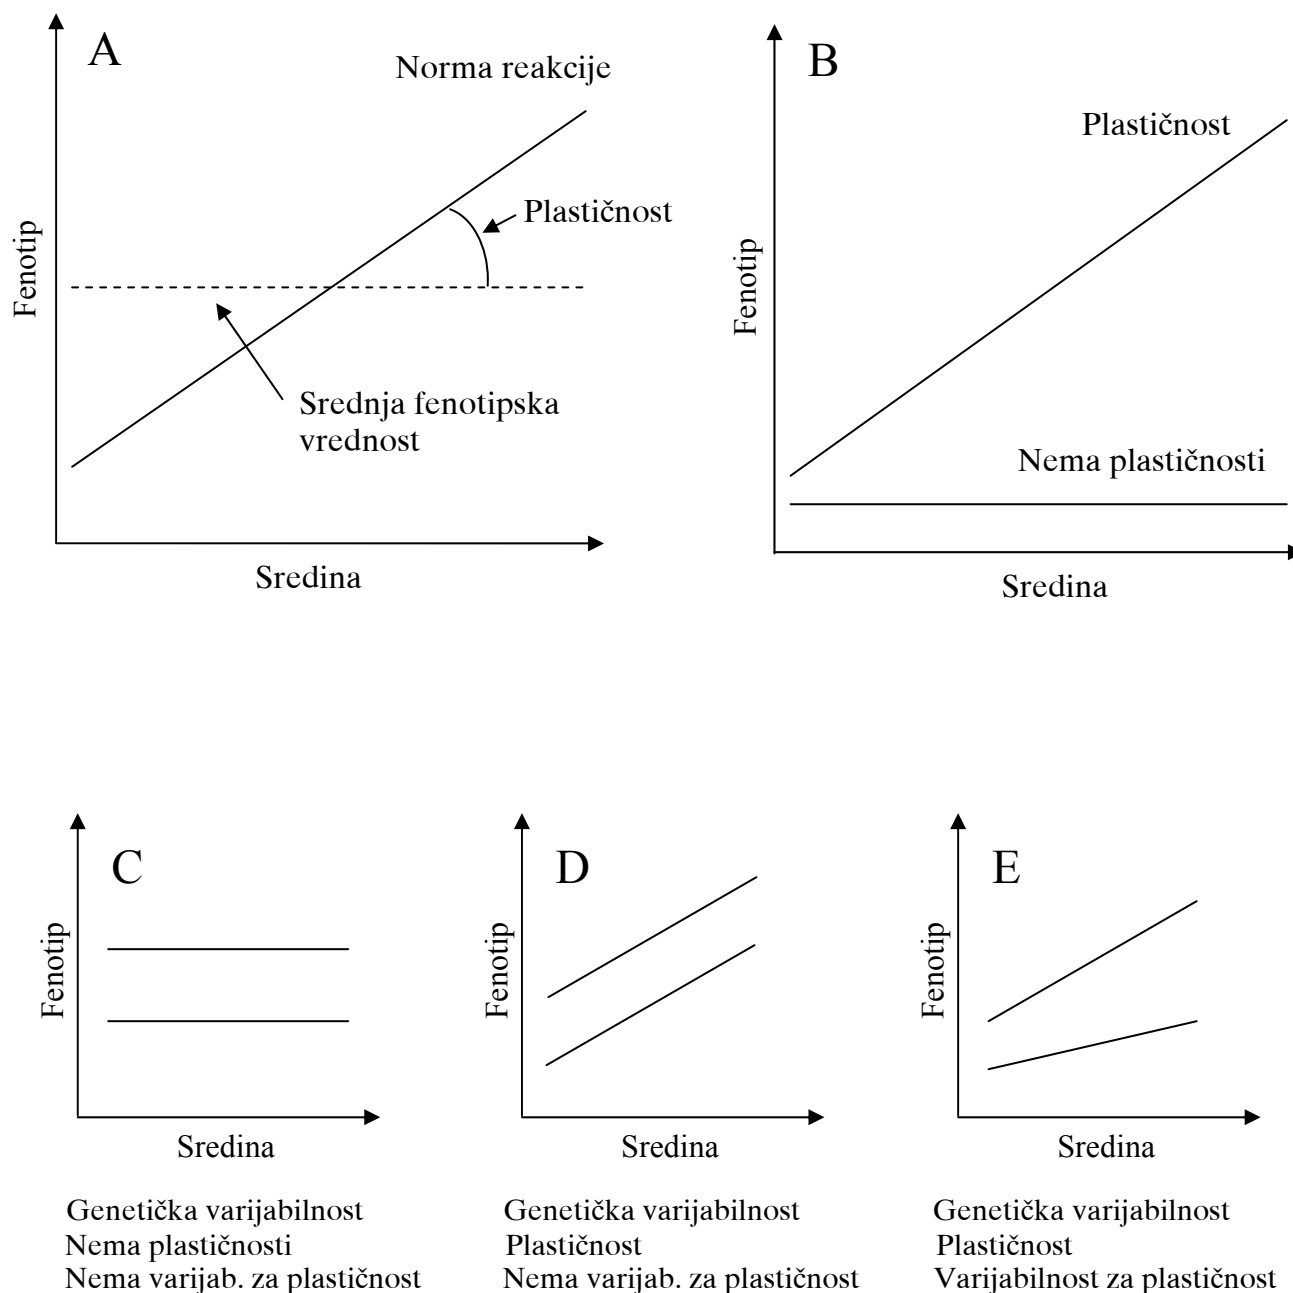 A
Norma reakcije
Plastičnost
Fenotip
Srednja fenotipska
vrednost
Sredina
B
Plastičnost
Fenotip
Nema plastičnosti
Sredina
C
Fenotip
Sredina
Genetička varijabilnost
Nema plastičnosti
Nema varijab. za plastičnost
D
Fenotip
Sredina
Genetička varijabilnost
Plastičnost
Nema varijab. za plastičnost
E
Fenotip
Sredina
Genetička varijabilnost
Plastičnost
Varijabilnost za plastičnost